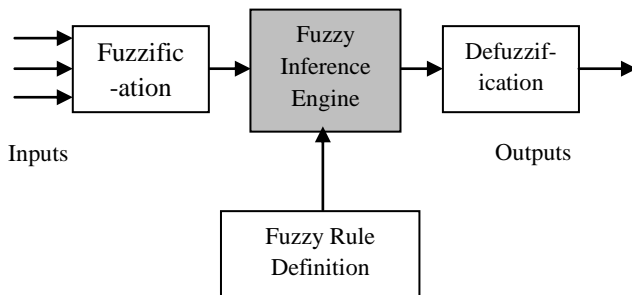 Fuzzific
-ation
Fuzzy
Inference
Engine
Defuzzif-
ication
Inputs
Outputs
Fuzzy Rule
Definition